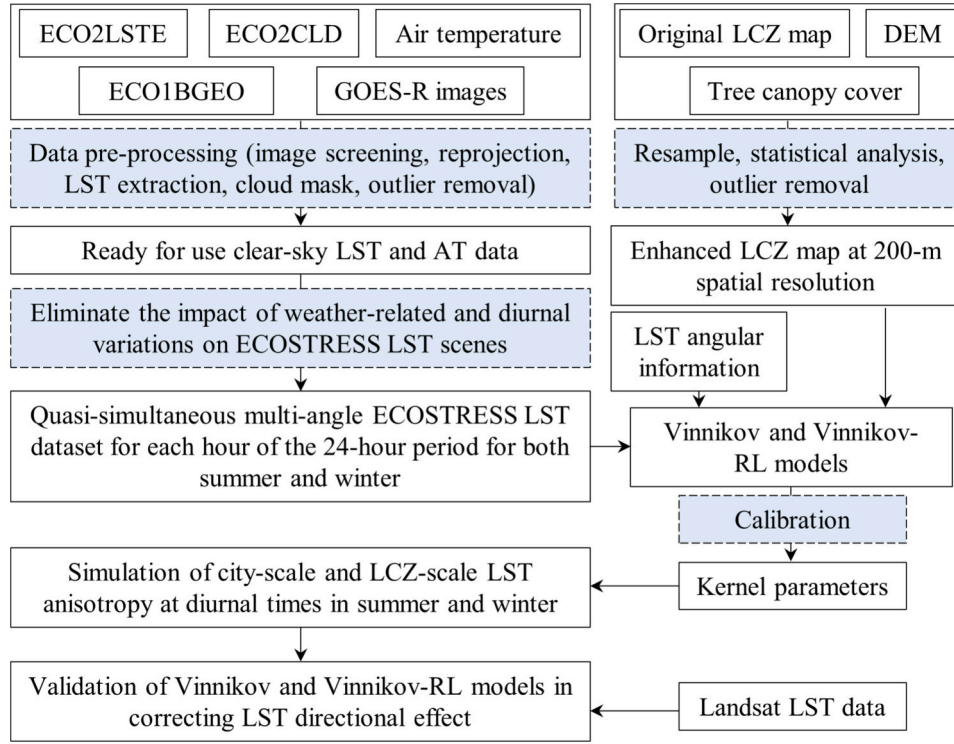 ECO2LSTE
ECO2CLD
Air temperature
ECO1BGEO
GOES-R images
Original LCZ map
DEM
Tree canopy cover
Data pre-processing (image screening, reprojection,
LST extraction, cloud mask, outlier removal)
Resample, statistical analysis,
outlier removal
Ready for use clear-sky LST and AT data
Enhanced LCZ map at 200-m
spatial resolution
Eliminate the impact of weather-related and diurnal
variations on ECOSTRESS LST scenes
LST angular
information
Quasi-simultaneous multi-angle ECOSTRESS LST
dataset for each hour of the 24-hour period for both
summer and winter
Vinnikov and Vinnikov-
RL models
Calibration
Simulation of city-scale and LCZ-scale LST
anisotropy at diurnal times in summer and winter
Kernel parameters
Validation of Vinnikov and Vinnikov-RL models in
correcting LST directional effect
Landsat LST data